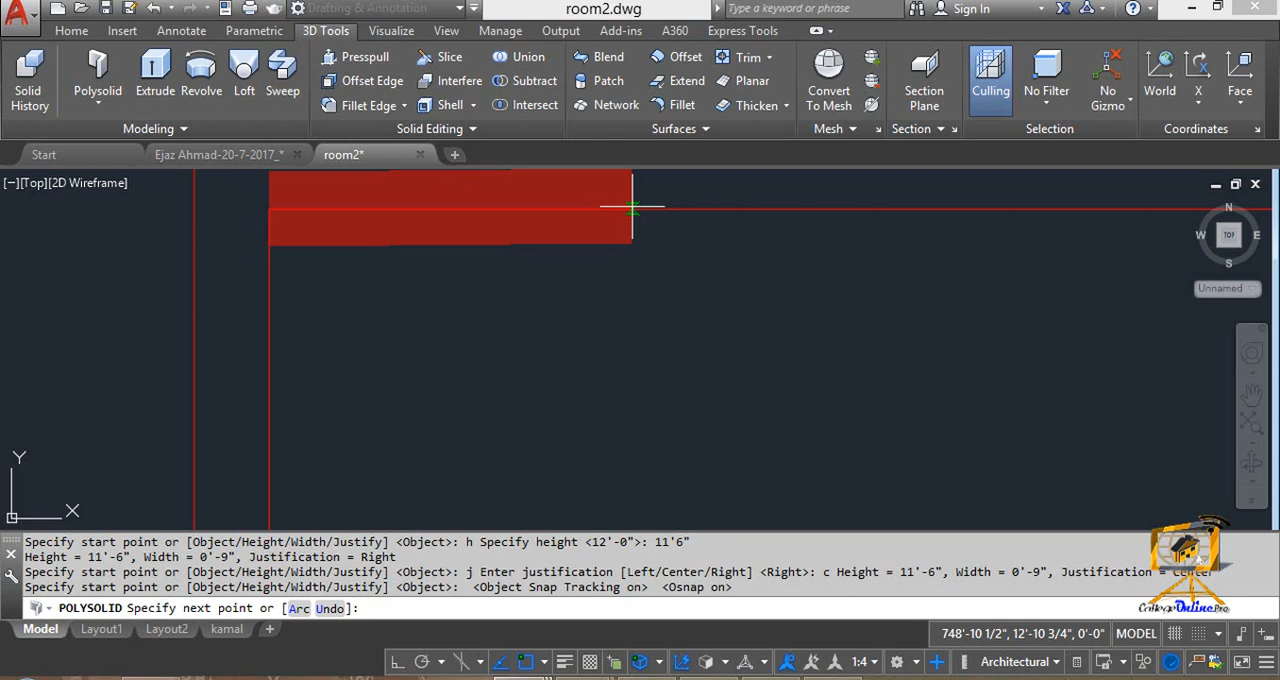 Drafting & Annotation
room2.dwg
Type a keyword or phrase
Sign In
Home Insert Annotate Parametric 3D Tools Visualize View Manage Output Add-ins A360 Express Tools
Solid History
Polysolid
Extrude
Revolve
Loft
Sweep
Presspull
Offset Edge
Fillet Edge
Slice
Interfere
Shell
Union
Subtract
Intersect
Blend
Patch
Network
Offset
Extend
Fillet
Trim
Planar
Thicken
Convert To Mesh
Section Plane
Culling
No Filter
No Gizmo
World
X
Face
Modeling Solid Editing Surfaces Mesh Section Selection Coordinates
Start Ejaz Ahmad-20-7-2017_* room2*
[−][Top][2D Wireframe]
N
W TOP E
S
Unnamed
Y
X
Specify start point or [Object/Height/Width/Justify] <Object>: h Specify height <12'-0">: 11'6"
Height = 11'-6", Width = 0'-9", Justification = Right
Specify start point or [Object/Height/Width/Justify] <Object>: j justification [Left/Center/Right] <Right>: c Height = 11'-6", Width = 0'-9", Justification = Center
Specify start point or [Object/Height/Width/Justify] <Object>: <Object Snap Tracking on> <Osnap on>
POLYSOLID Specify next point or [Arc Undo]:
College Online Pro
Model Layout1 Layout2 kamal
748'-10 1/2", 12'-10 3/4", 0'-0" MODEL
1:4 Architectural